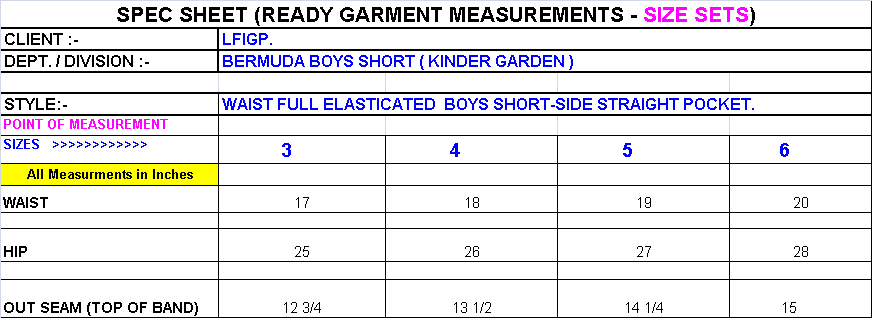 SPEC SHEET (READY GARMENT MEASUREMENTS - SIZE SETS)
CLIENT :- LFIGP.
DEPT. / DIVISION :- BERMUDA BOYS SHORT ( KINDER GARDEN )
STYLE:- WAIST FULL ELASTICATED BOYS SHORT-SIDE STRAIGHT POCKET.
POINT OF MEASUREMENT
SIZES >>>>>>>>>>>> 3 4 5 6
All Measurments in Inches
WAIST 17 18 19 20
HIP 25 26 27 28
OUT SEAM (TOP OF BAND) 12 3/4 13 1/2 14 1/4 15